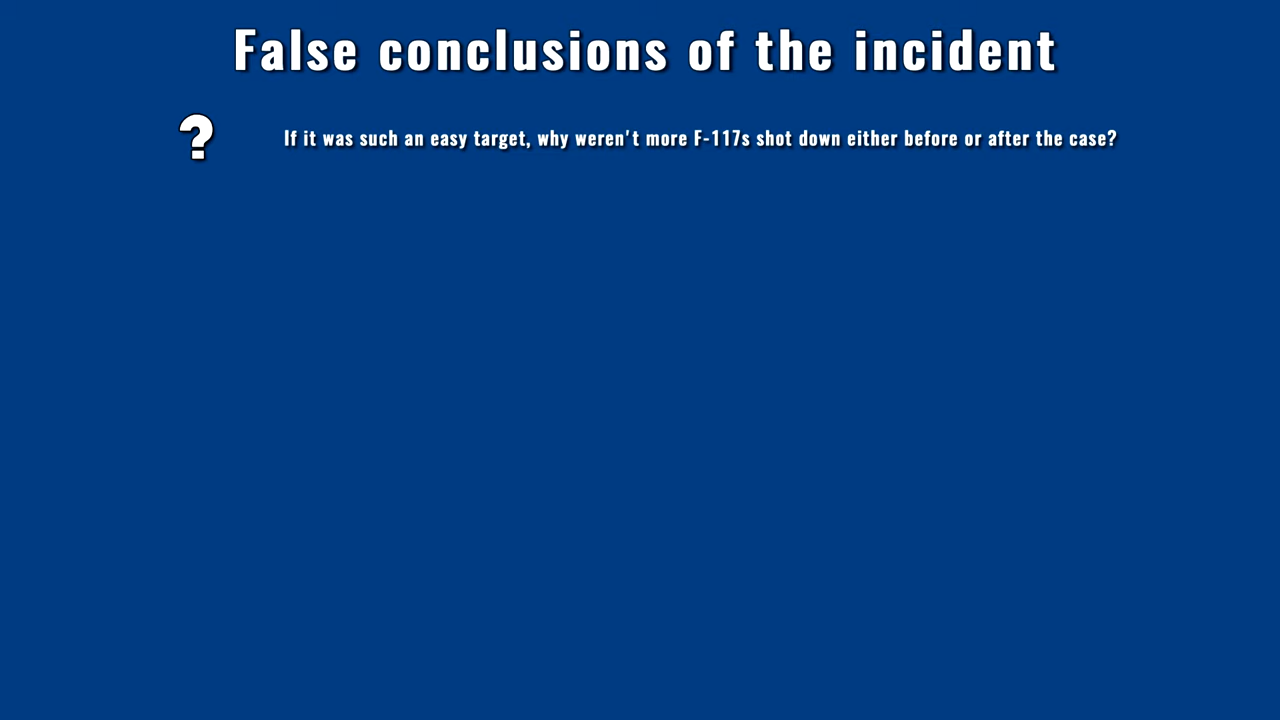 False conclusions of the incident
? If it was such an easy target, why weren't more F-117s shot down either before or after the case?